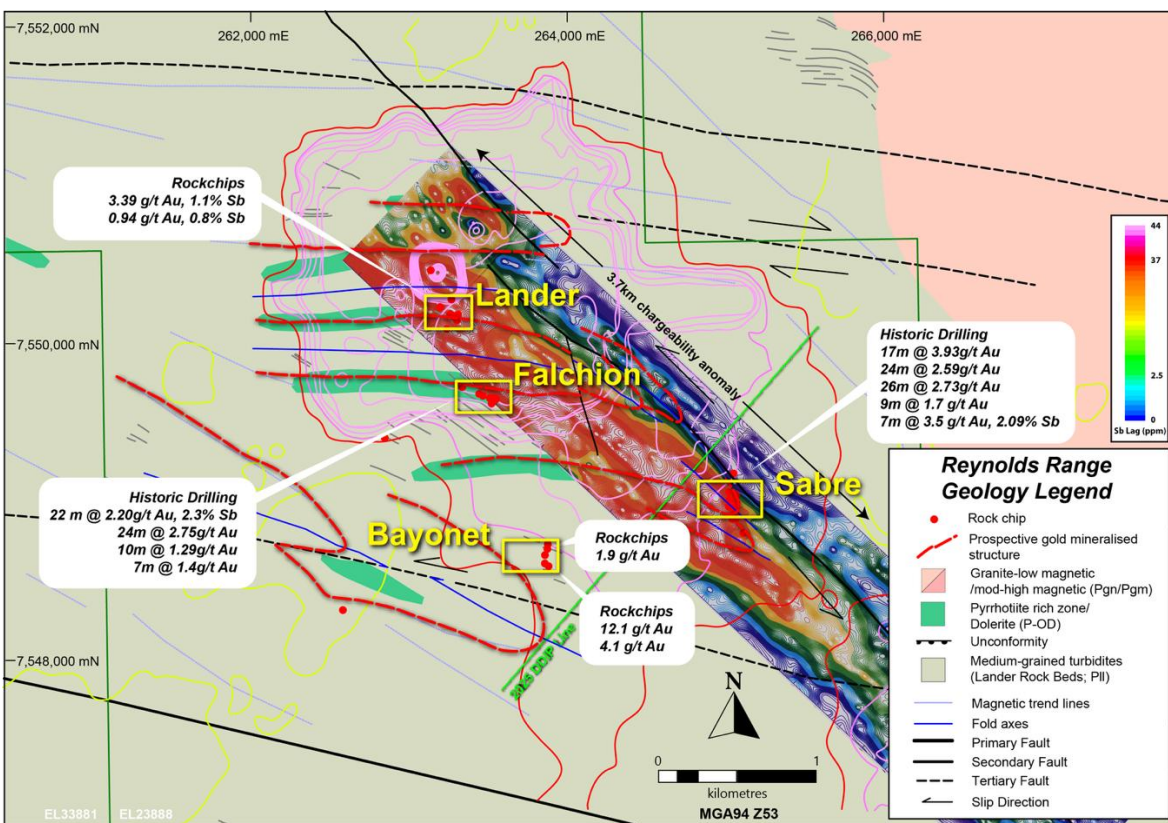 262,000 mE
264,000 mE
266,000 mE
7,552,000 mN
7,550,000 mN
7,548,000 mN
Rockchips
3.39 g/t Au, 1.1% Sb
0.94 g/t Au, 0.8% Sb
3.7km chargeability anomaly
Lander
Falchion
Sabre
Bayonet
Historic Drilling
17m @ 3.93g/t Au
24m @ 2.59g/t Au
26m @ 2.73g/t Au
9m @ 1.7 g/t Au
7m @ 3.5 g/t Au, 2.09% Sb
Historic Drilling
22 m @ 2.20g/t Au, 2.3% Sb
24m @ 2.75g/t Au
10m @ 1.29g/t Au
7m @ 1.4g/t Au
Rockchips
1.9 g/t Au
Rockchips
12.1 g/t Au
4.1 g/t Au
2025 DDIP Line
44
37
2.5
0
Sb Lag (ppm)
Reynolds Range
Geology Legend
Rock chip
Prospective gold mineralised
structure
Granite-low magnetic
/mod-high magnetic (Pgn/Pgm)
Pyrrhotiite rich zone/
Dolerite (P-OD)
Unconformity
Medium-grained turbidites
(Lander Rock Beds; Pll)
Magnetic trend lines
Fold axes
Primary Fault
Secondary Fault
Tertiary Fault
Slip Direction
N
0 1
kilometres
MGA94 Z53
EL33881 EL23888